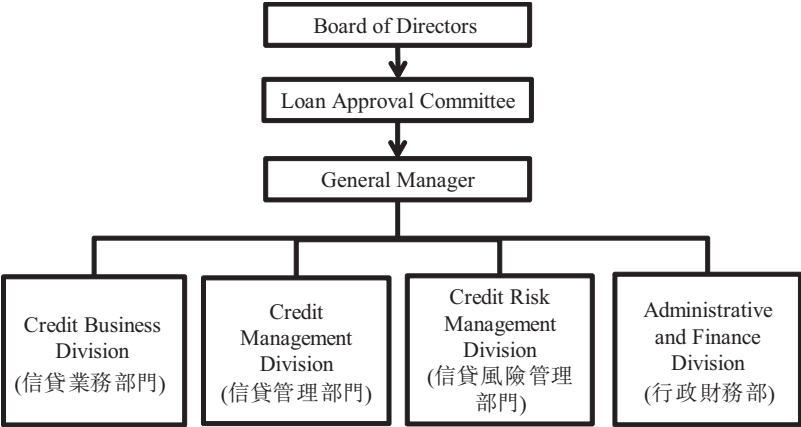 Board of Directors
Loan Approval Committee
General Manager
Credit Business
Division
(信貸業務部門)
Credit
Management
Division
(信貸管理部門)
Credit Risk
Management
Division
(信貸風險管理
部門)
Administrative
and Finance
Division
(行政財務部)